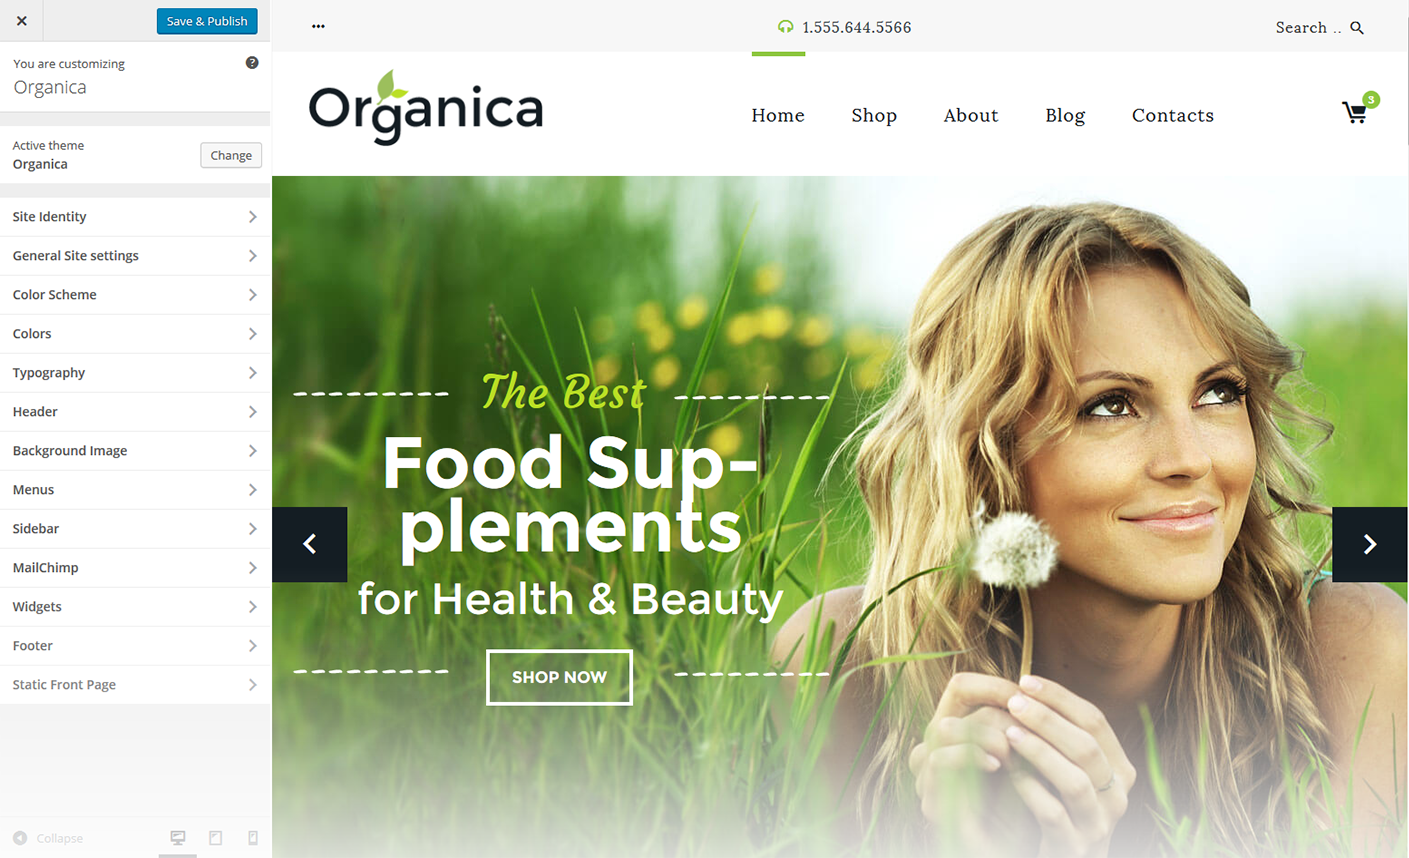 Save & Publish
You are customizing
Organica
Active theme
Organica
Change
Site Identity
General Site settings
Color Scheme
Colors
Typography
Header
Background Image
Menus
Sidebar
MailChimp
Widgets
Footer
Static Front Page
Collapse
1.555.644.5566
Search ..
Organica
Home
Shop
About
Blog
Contacts
3
The Best
Food Sup-
plements
for Health & Beauty
SHOP NOW